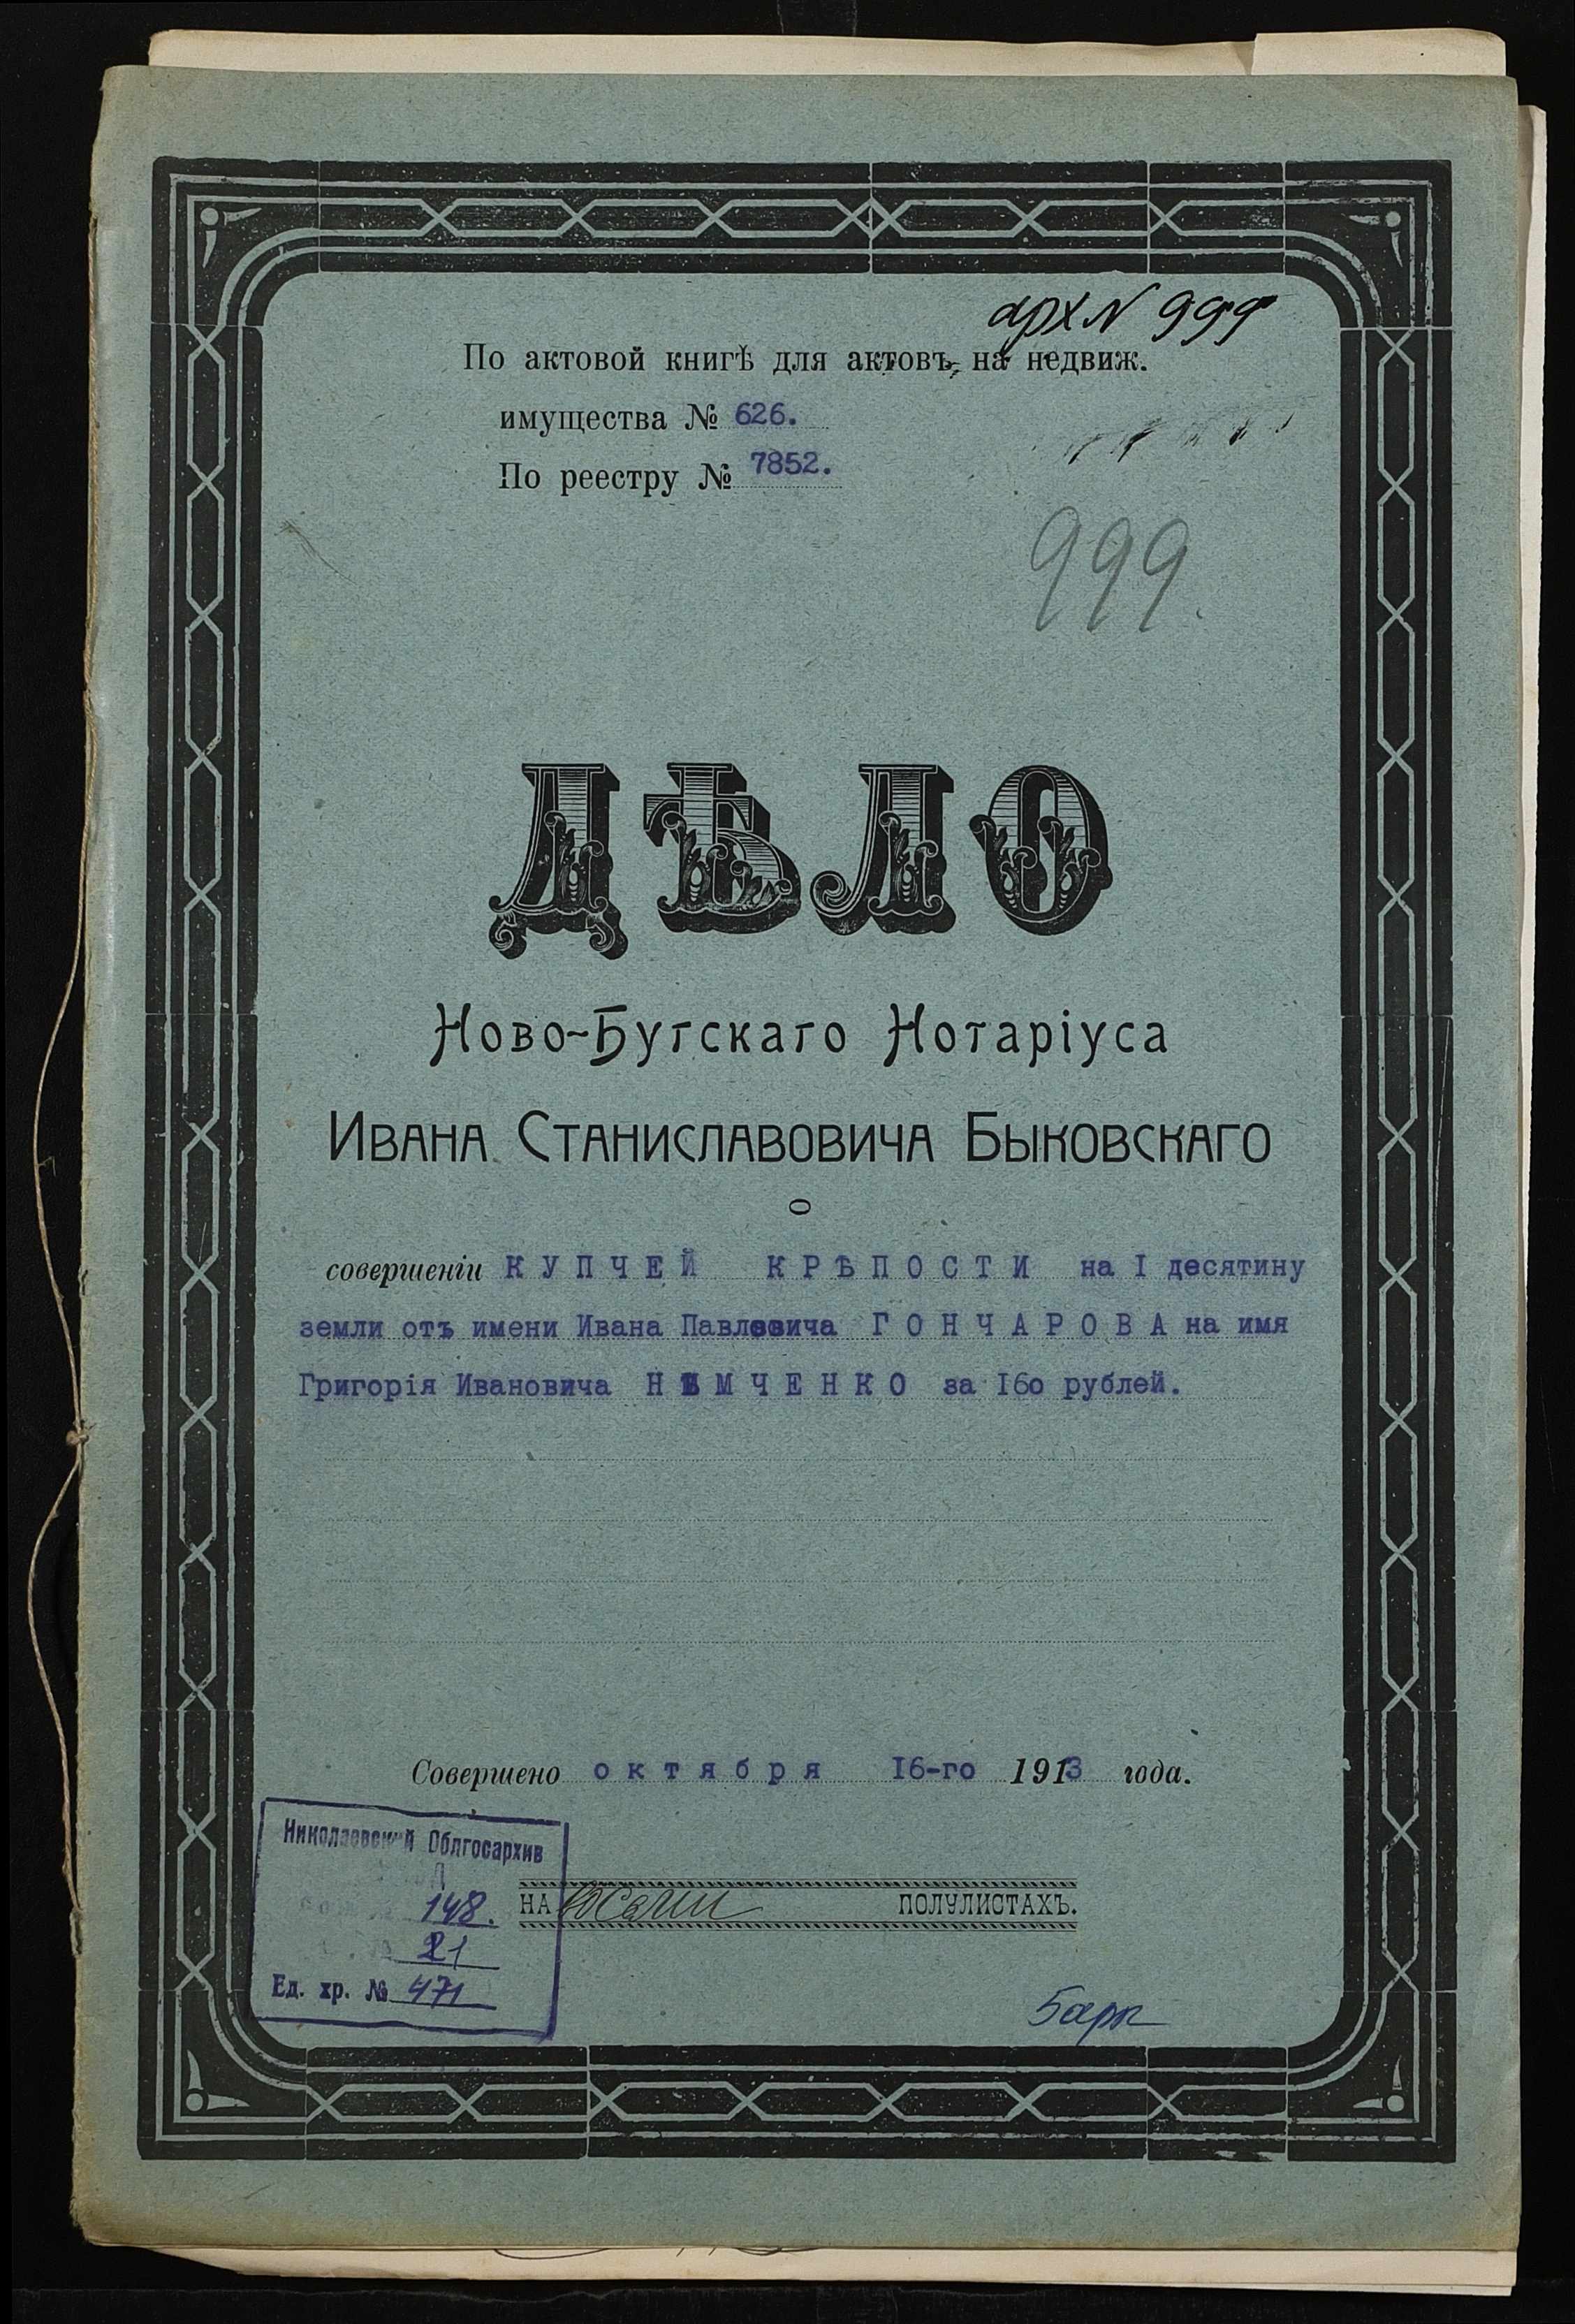 арх N 999
По актовой книгѣ для актовъ, на недвиж.
имущества № 626.
По реестру № 7852.
999.
ДѢЛО
Ново-Бугскаго Нотаріуса
Ивана Станиславовича Быковскаго
о
совершеніи КУПЧЕЙ КРѢПОСТИ на I десятину
земли отъ имени Ивана Павловича ГОНЧАРОВА на имя
Григорія Ивановича НѢМЧЕНКО за I6о рублей.
Совершено октября I6-го 1913 года.
Николаевский Облгосархив
148.
21
Ед. хр. № 471
НА восьми ПОЛУЛИСТАХЪ.